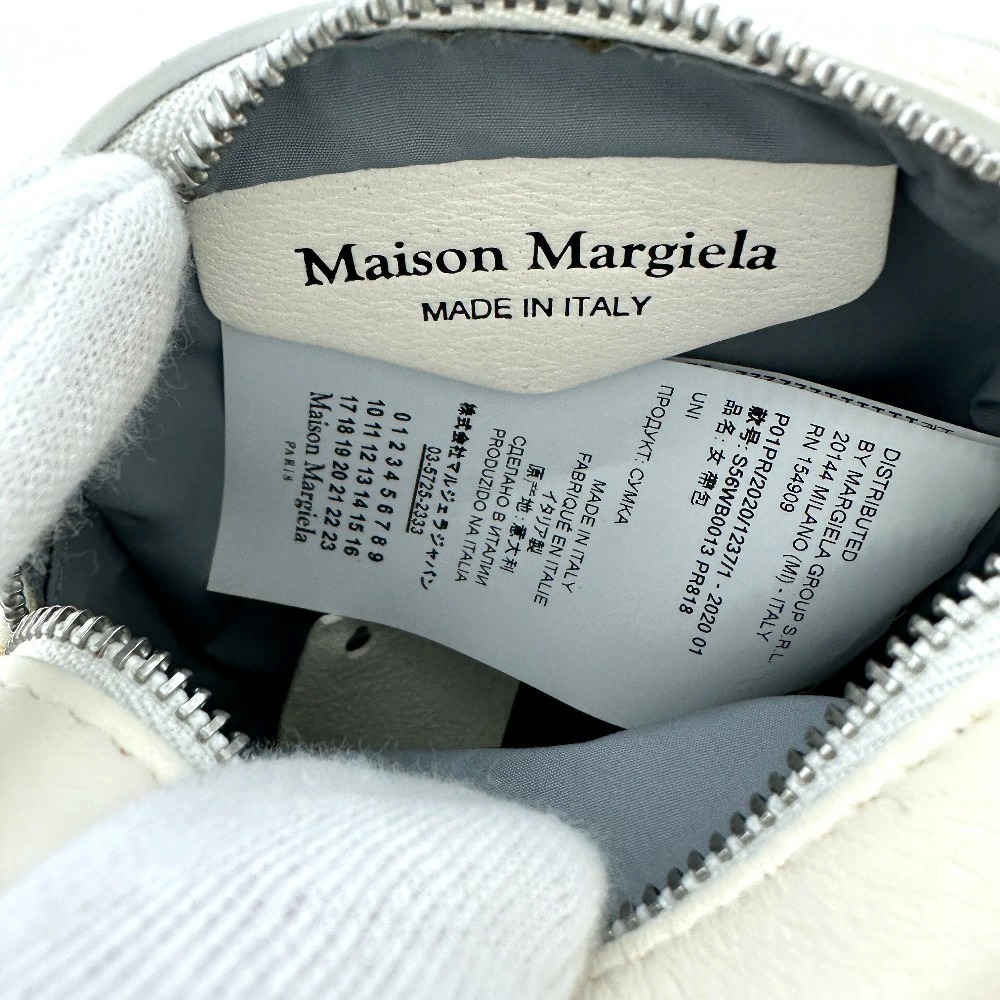 Maison Margiela
MADE IN ITALY
DISTRIBUTED
BY MARGIELA GROUP S.R.L.
20144 MILANO (MI) - ITALY
RN 154909
P01PR/2020/1237/1. 2020 01
款号: S56WB0013 PR818
品名: 女 帶包
UNI
ПРОДУКТ: СУМКА
MADE IN ITALY
FABRIQUE EN ITALIE
イタリア製
原产地: 意大利
СДЕЛАНО В ИТАЛИИ
PRODUZIDO NA ITALIA
株式会社マルジェラジャパン
03-5725-2333
0 1 2 3 4 5 6 7 8 9
10 11 12 13 14 15 16
17 18 19 20 21 22 23
Maison Margiela
PARIS